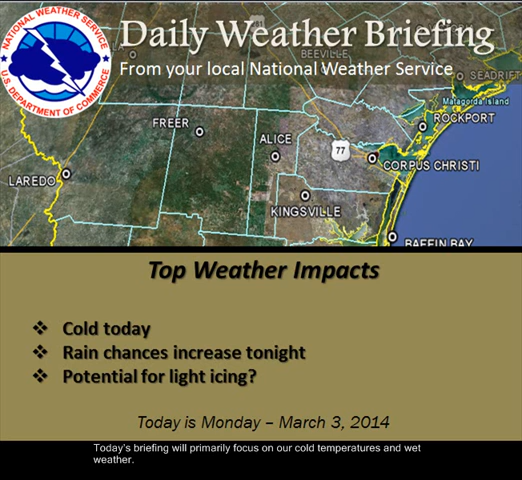 NATIONAL WEATHER SERVICE
U.S. DEPARTMENT OF COMMERCE
Daily Weather Briefing
BEEVILLE
From your local National Weather Service
SEADRIFT
Matagorda Island
ROCKPORT
FREER
ALICE
77
CORPUS CHRISTI
LAREDO
KINGSVILLE
BAFFIN BAY
Top Weather Impacts
❖ Cold today
❖ Rain chances increase tonight
❖ Potential for light icing?
Today is Monday – March 3, 2014
Today's briefing will primarily focus on our cold temperatures and wet
weather.